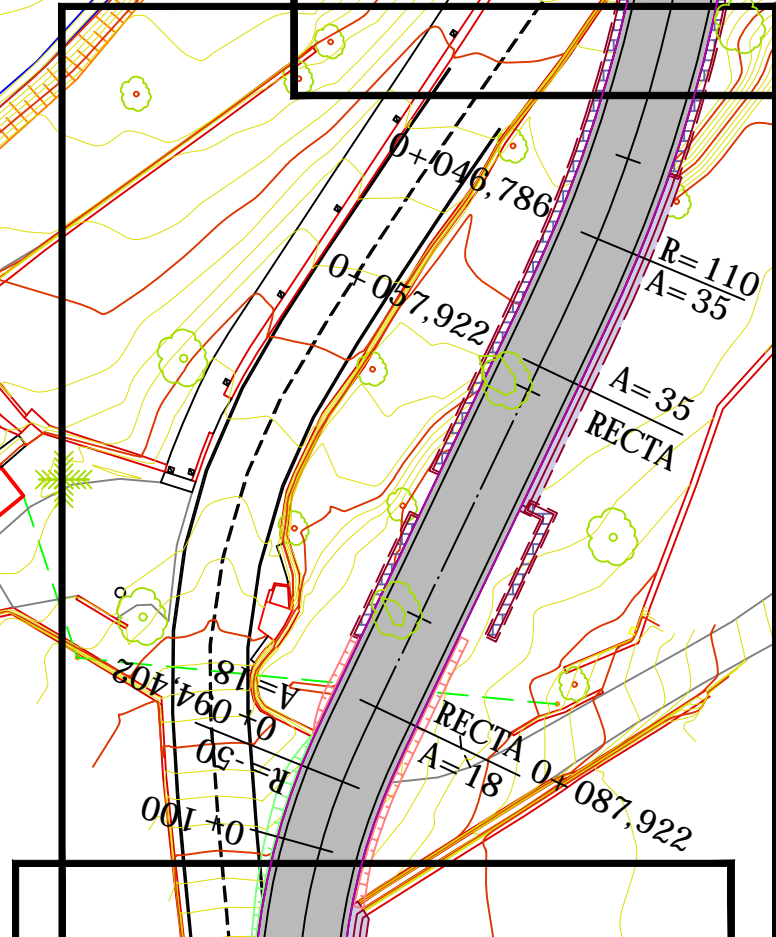 0+046,786
R=110
A=35
0+057,922
A=35
RECTA
A=18
0+094,402
R=-50
RECTA
A=18
0+087,922
0+100